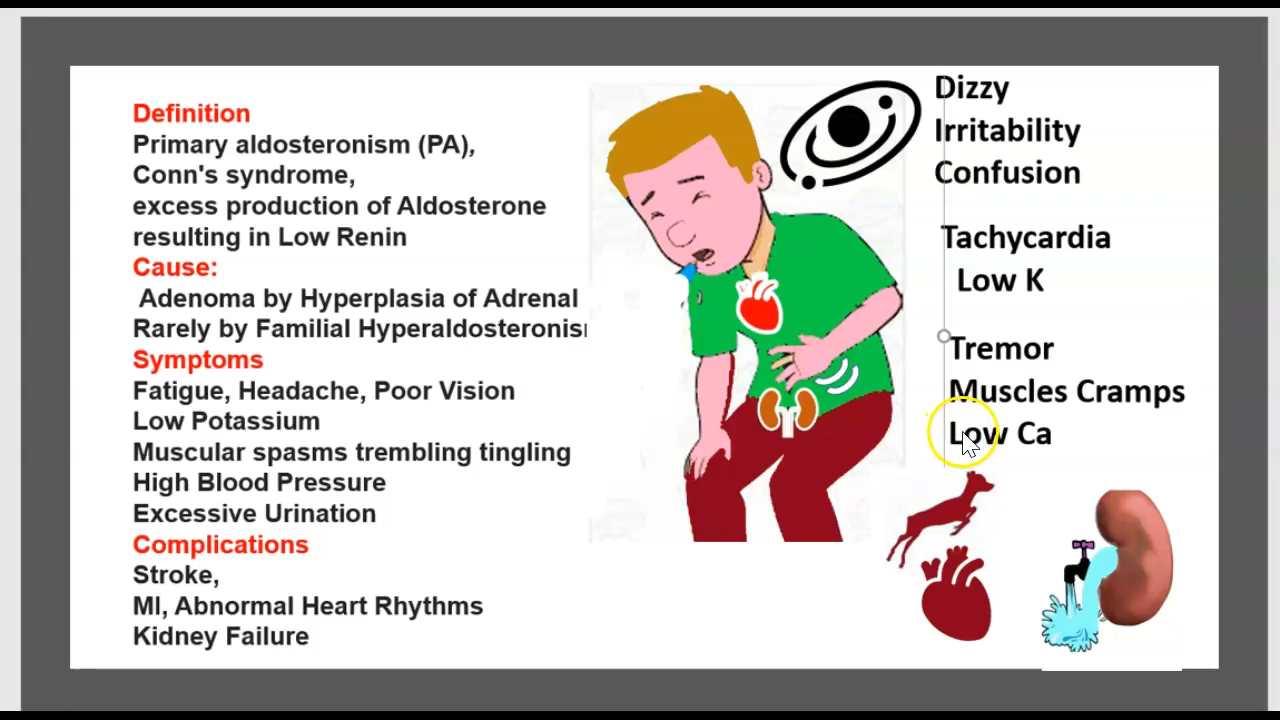 Definition
Primary aldosteronism (PA),
Conn's syndrome,
excess production of Aldosterone
resulting in Low Renin
Cause:
Adenoma by Hyperplasia of Adrenal
Rarely by Familial
Symptoms
Fatigue, Headache, Poor Vision
Low Potassium
Muscular spasms trembling tingling
High Blood Pressure
Excessive Urination
Complications
Stroke,
MI, Abnormal Heart Rhythms
Kidney Failure
Dizzy
Irritability
Confusion
Tachycardia
Low K
Tremor
Muscles Cramps
Low Ca